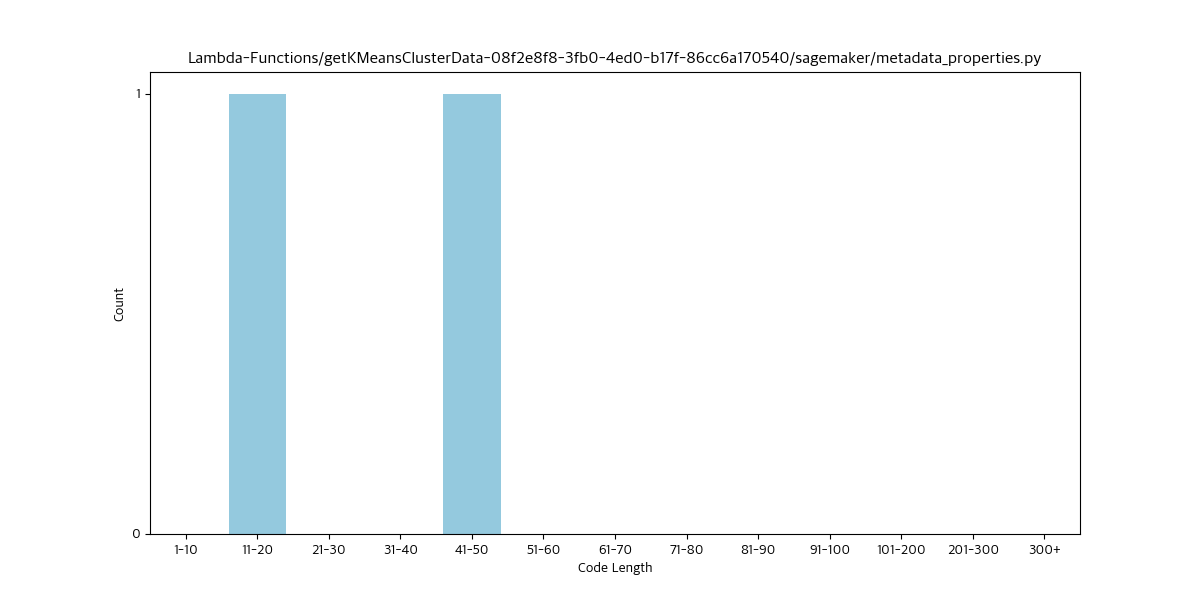 Lambda-Functions/getKMeansClusterData-08f2e8f8-3fb0-4ed0-b17f-86cc6a170540/sagemaker/metadata_properties.py
1
Count
0
1-10 11-20 21-30 31-40 41-50 51-60 61-70 71-80 81-90 91-100 101-200 201-300 300+
Code Length